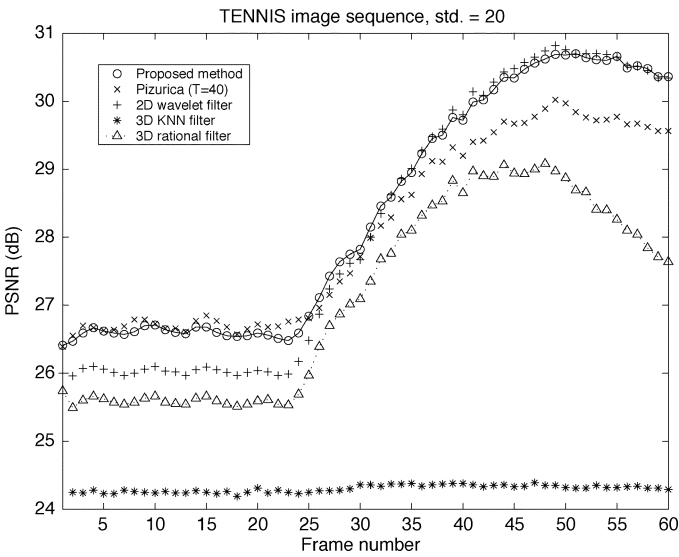 TENNIS image sequence, std. = 20
31
30
29
28
27
26
25
24
PSNR (dB)
Proposed method
Pizurica (T=40)
2D wavelet filter
3D KNN filter
3D rational filter
5 10 15 20 25 30 35 40 45 50 55 60
Frame number